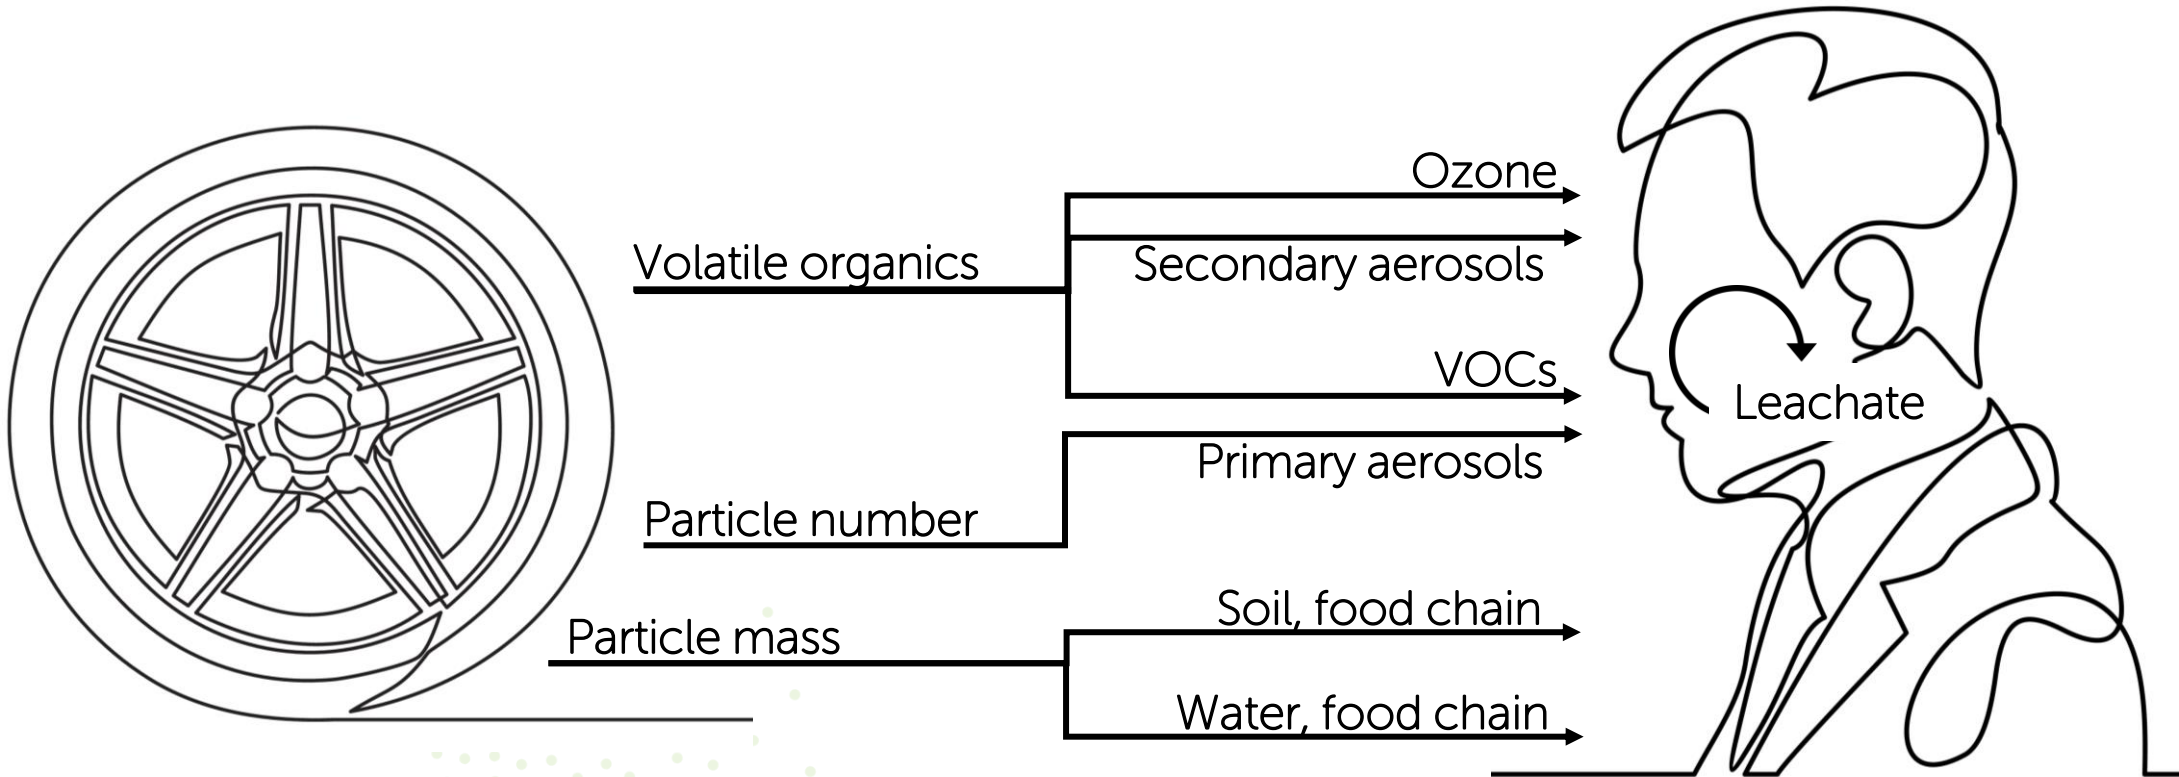 Ozone
Volatile organics
Secondary aerosols
VOCs
Leachate
Primary aerosols
Particle number
Soil, food chain
Particle mass
Water, food chain